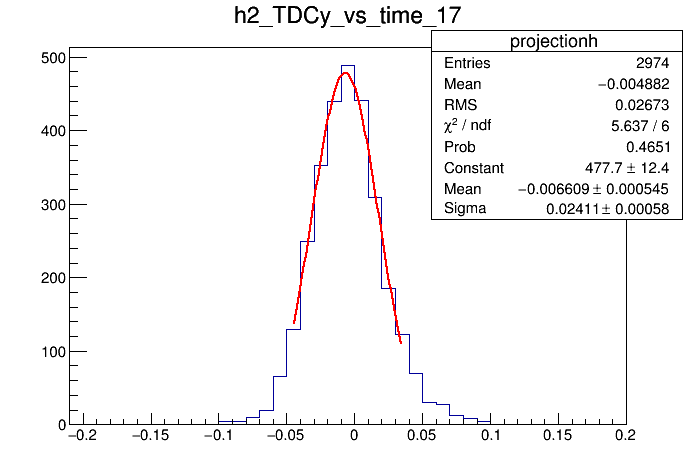 h2_TDCy_vs_time_17
projectionh
Entries 2974
Mean −0.004882
RMS 0.02673
χ² / ndf 5.637 / 6
Prob 0.4651
Constant 477.7 ± 12.4
Mean −0.006609 ± 0.000545
Sigma 0.02411 ± 0.00058
500
400
300
200
100
0
−0.2 −0.15 −0.1 −0.05 0 0.05 0.1 0.15 0.2